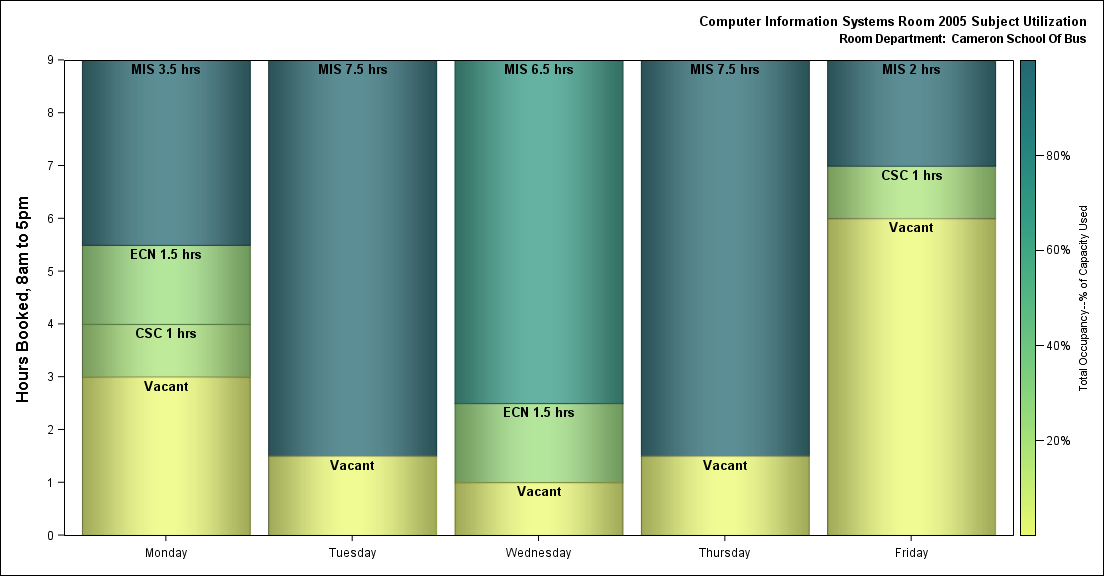 Computer Information Systems Room 2005 Subject Utilization
Room Department: Cameron School Of Bus
Hours Booked, 8am to 5pm
9
8
7
6
5
4
3
2
1
0
MIS 3.5 hrs
ECN 1.5 hrs
CSC 1 hrs
Vacant
MIS 7.5 hrs
Vacant
MIS 6.5 hrs
ECN 1.5 hrs
Vacant
MIS 7.5 hrs
Vacant
MIS 2 hrs
CSC 1 hrs
Vacant
Monday
Tuesday
Wednesday
Thursday
Friday
80%
60%
40%
20%
Total Occupancy--% of Capacity Used